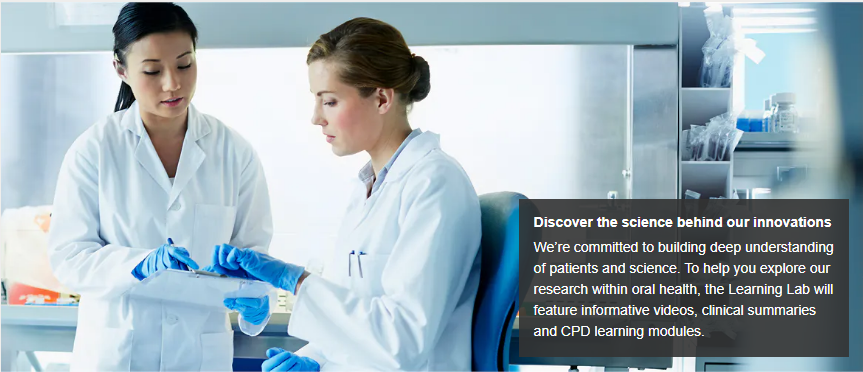 Discover the science behind our innovations
We're committed to building deep understanding
of patients and science. To help you explore our
research within oral health, the Learning Lab will
feature informative videos, clinical summaries
and CPD learning modules.